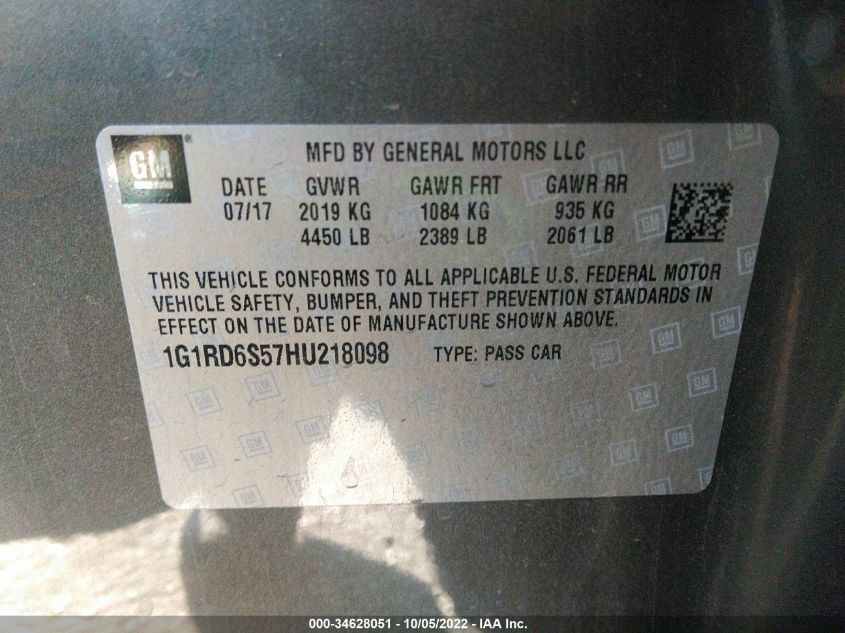 GM
®
MFD BY GENERAL MOTORS LLC
DATE GVWR GAWR FRT GAWR RR
07/17 2019 KG 1084 KG 935 KG
4450 LB 2389 LB 2061 LB
THIS VEHICLE CONFORMS TO ALL APPLICABLE U.S. FEDERAL MOTOR
VEHICLE SAFETY, BUMPER, AND THEFT PREVENTION STANDARDS IN
EFFECT ON THE DATE OF MANUFACTURE SHOWN ABOVE.
1G1RD6S57HU218098 TYPE: PASS CAR
000-34628051 - 10/05/2022 - IAA Inc.